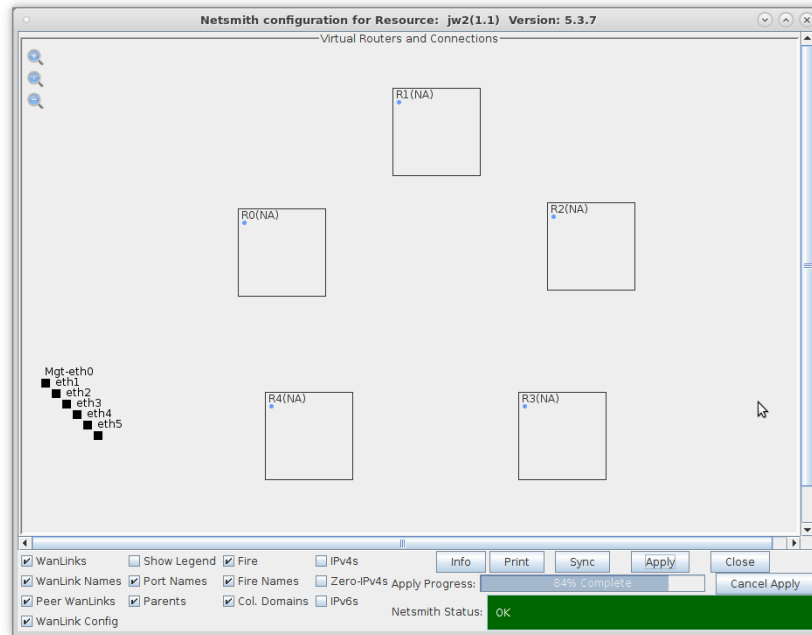 Netsmith configuration for Resource: jw2(1.1) Version: 5.3.7
Virtual Routers and Connections
R1(NA)
R0(NA)
R2(NA)
Mgt-eth0
eth1
eth2
eth3
eth4
eth5
R4(NA)
R3(NA)
WanLinks Show Legend Fire IPv4s Info Print Sync Apply Close
WanLink Names Port Names Fire Names Zero-IPv4s Apply Progress: 84% Complete Cancel Apply
Peer WanLinks Parents Col. Domains IPv6s
Netsmith Status: OK
WanLink Config